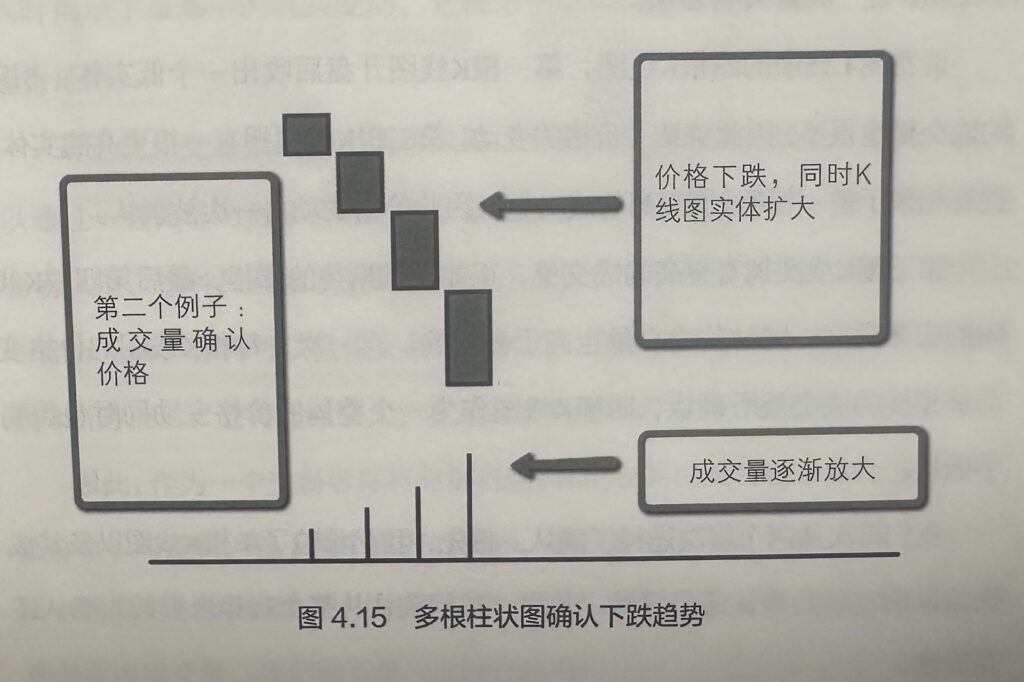 价格下跌，同时K
线图实体扩大
第二个例子：
成交量确认
价格
成交量逐渐放大
图 4.15 多根柱状图确认下跌趋势